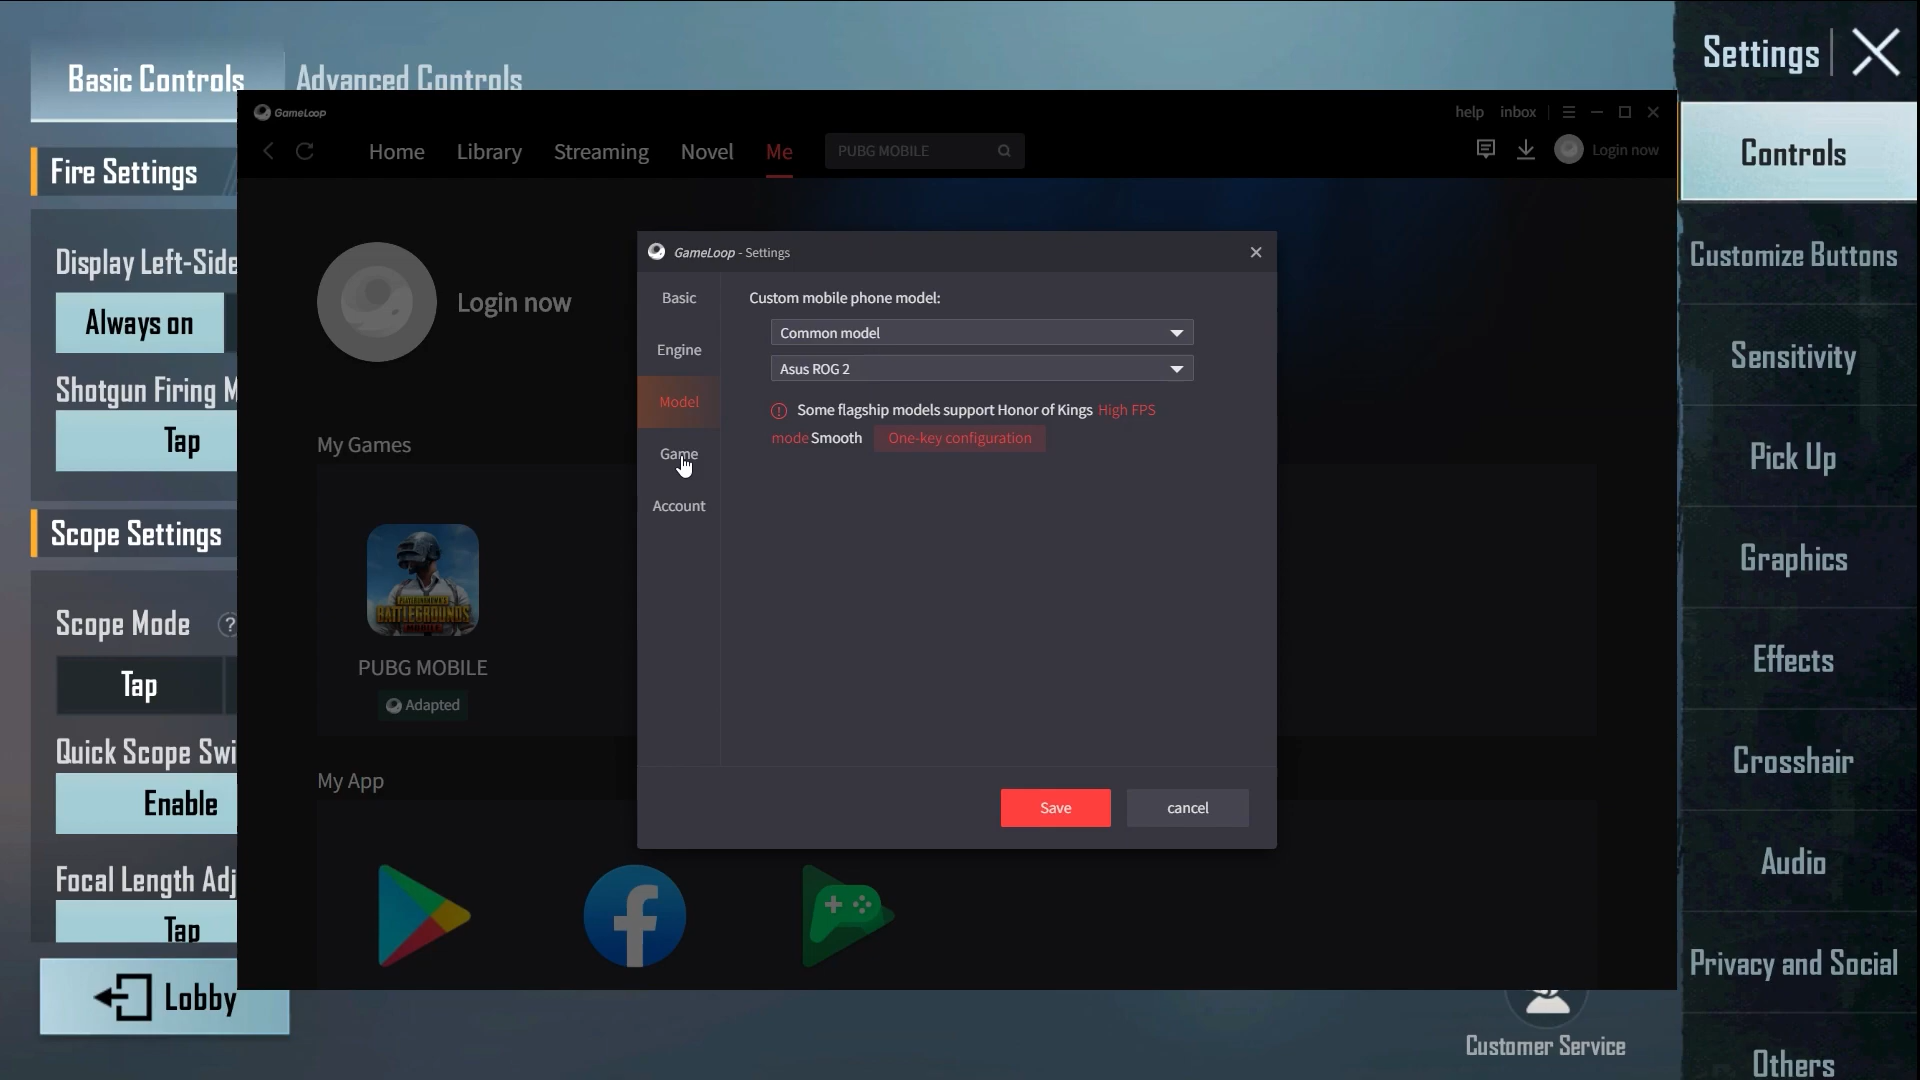 Basic Controls
Advanced Controls
Settings
GameLoop
help
inbox
Home
Library
Streaming
Novel
Me
PUBG MOBILE
Login now
Fire Settings
Display Left-Side
Always on
Shotgun Firing M
Tap
Scope Settings
Scope Mode
?
Tap
Quick Scope Swi
Enable
Focal Length Adj
Tap
Lobby
Login now
My Games
PUBG MOBILE
Adapted
My App
GameLoop - Settings
Basic
Engine
Model
Game
Account
Custom mobile phone model:
Common model
Asus ROG 2
Some flagship models support Honor of Kings High FPS
mode Smooth One-key configuration
Save
cancel
Controls
Customize Buttons
Sensitivity
Pick Up
Graphics
Effects
Crosshair
Audio
Privacy and Social
Others
Customer Service